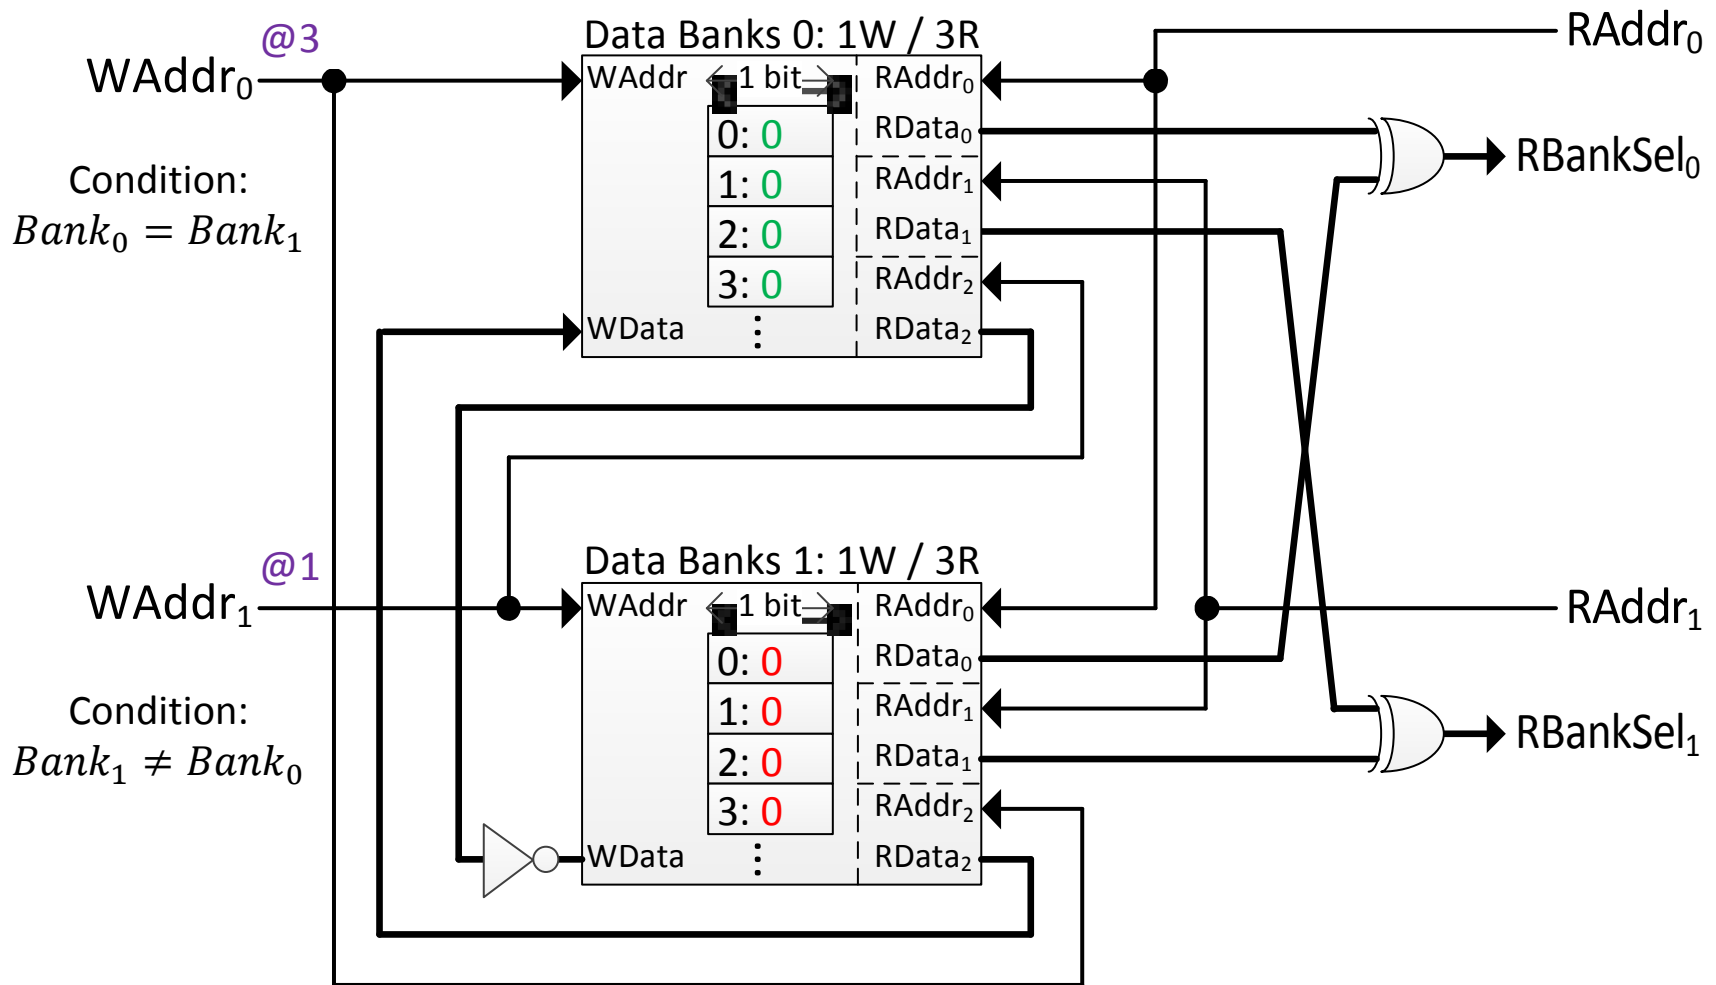 Data Banks 0: 1W / 3R
@3
WAddr₀
RAddr₀
WAddr
1 bit
RAddr₀
0: 0
RData₀
1: 0
RAddr₁
RBankSel₀
Condition:
Bank₀ = Bank₁
2: 0
RData₁
3: 0
RAddr₂
WData
RData₂
Data Banks 1: 1W / 3R
@1
WAddr₁
RAddr₁
WAddr
1 bit
RAddr₀
0: 0
RData₀
1: 0
RAddr₁
Condition:
Bank₁ ≠ Bank₀
2: 0
RData₁
RBankSel₁
3: 0
RAddr₂
WData
RData₂